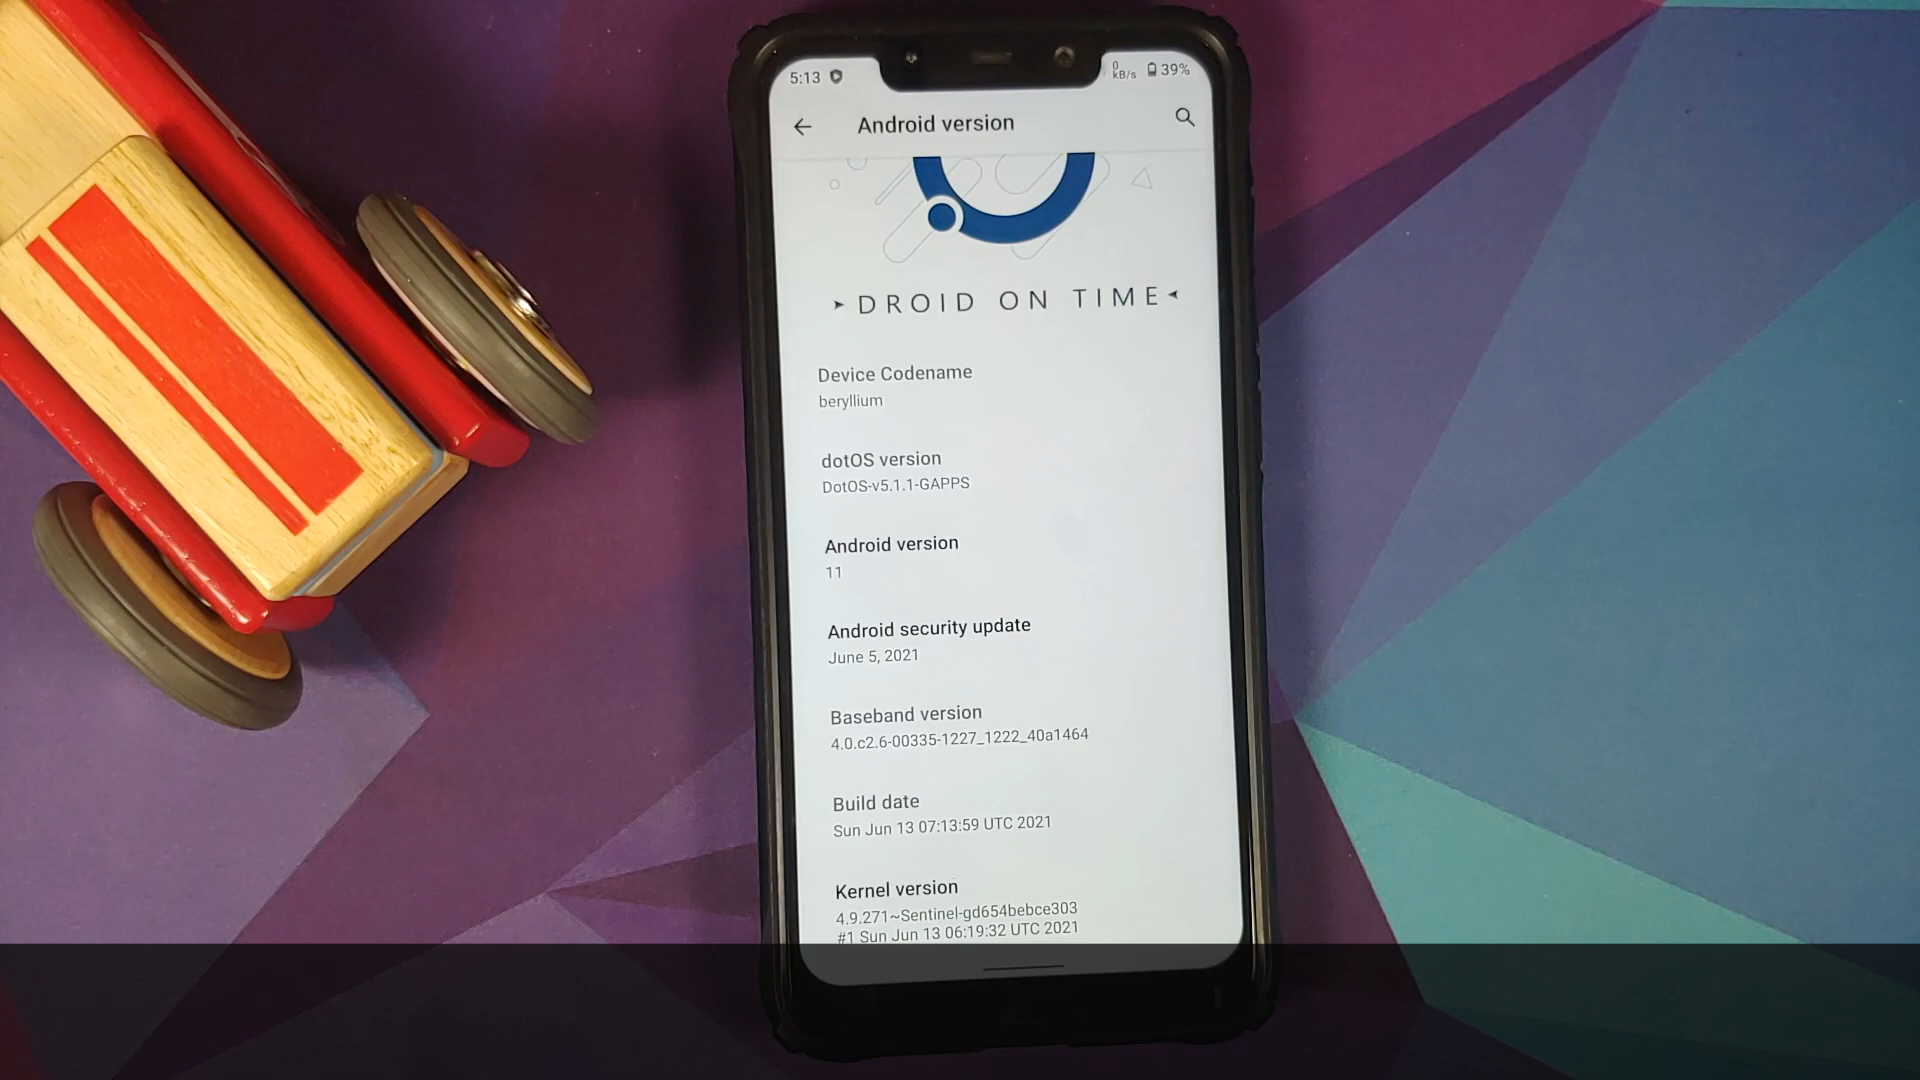 5:13
0
kB/s
39%
Android version
DROID ON TIME
Device Codename
beryllium
dotOS version
DotOS-v5.1.1-GAPPS
Android version
11
Android security update
June 5, 2021
Baseband version
4.0.c2.6-00335-1227_1222_40a1464
Build date
Sun Jun 13 07:13:59 UTC 2021
Kernel version
4.9.271~Sentinel-gd654bebce303
#1 Sun Jun 13 06:19:32 UTC 2021